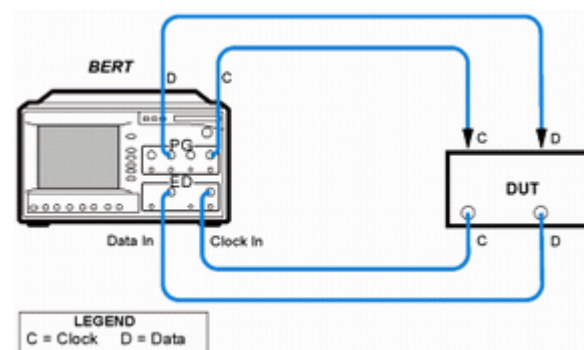 BERT
D
C
C
D
PG
ED
DUT
Data In
Clock In
C
D
LEGEND
C = Clock D = Data